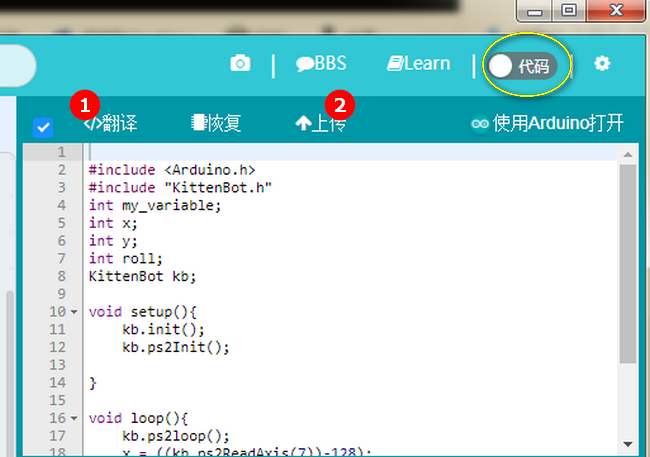 BBS | Learn | 代码
1 2
</>翻译 恢复 上传 使用Arduino打开
1
2 #include <Arduino.h>
3 #include "KittenBot.h"
4 int my_variable;
5 int x;
6 int y;
7 int roll;
8 KittenBot kb;
9
10 void setup(){
11 kb.init();
12 kb.ps2Init();
13
14 }
15
16 void loop(){
17 kb.ps2loop();
18 x = ((kb.ps2ReadAxis(7))-128);